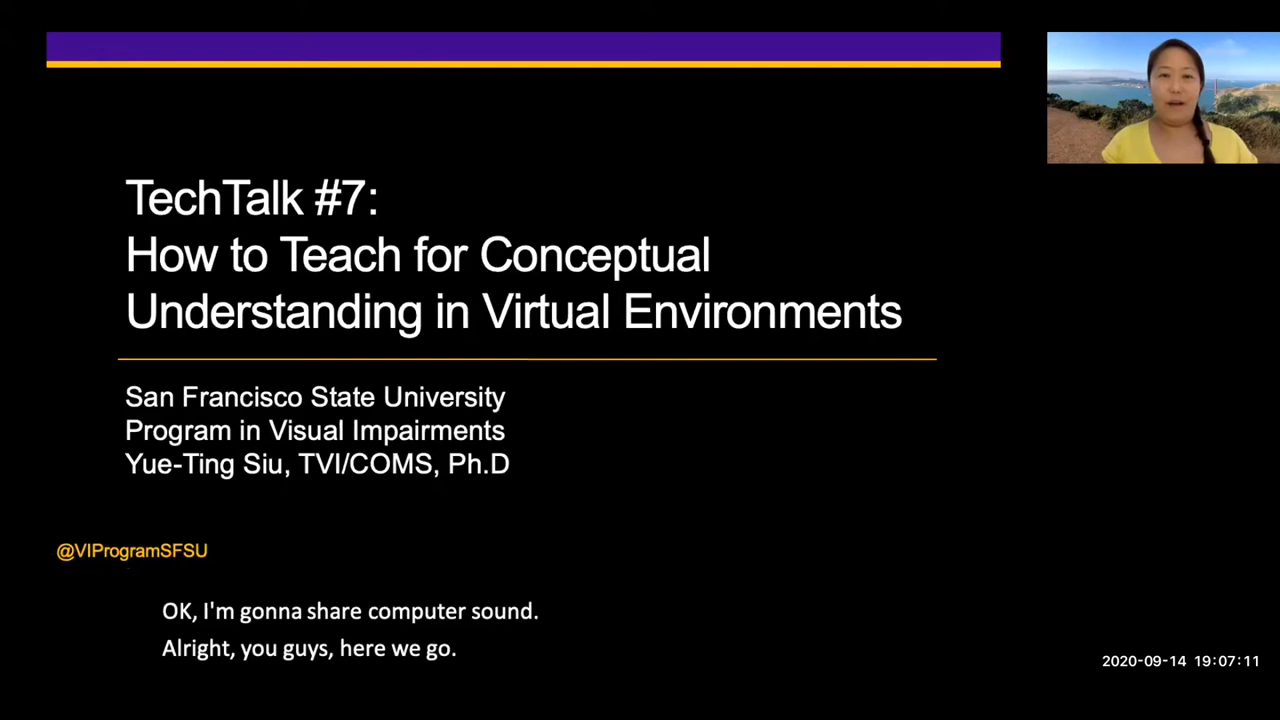 TechTalk #7:
How to Teach for Conceptual
Understanding in Virtual Environments
San Francisco State University
Program in Visual Impairments
Yue-Ting Siu, TVI/COMS, Ph.D
@VIProgramSFSU
OK, I'm gonna share computer sound.
Alright, you guys, here we go.
2020-09-14 19:07:11